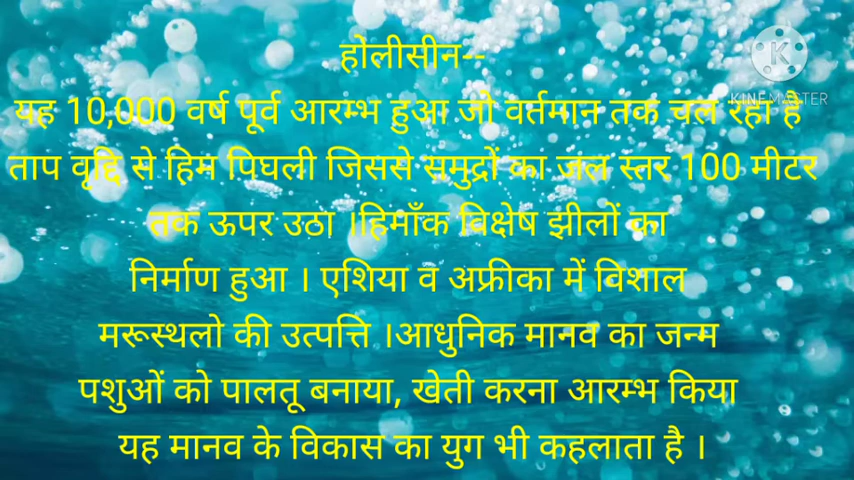 होलीसीन--
यह 10,000 वर्ष पूर्व आरम्भ हुआ जो वर्तमान तक चल रहा है
ताप वृद्दि से हिम पिघली जिससे समुद्रों का जल स्तर 100 मीटर
तक ऊपर उठा ।हिमाँक विक्षेष झीलों का
निर्माण हुआ । एशिया व अफ्रीका में विशाल
मरूस्थलो की उत्पत्ति ।आधुनिक मानव का जन्म
पशुओं को पालतू बनाया, खेती करना आरम्भ किया
यह मानव के विकास का युग भी कहलाता है ।
K
KINEMASTER